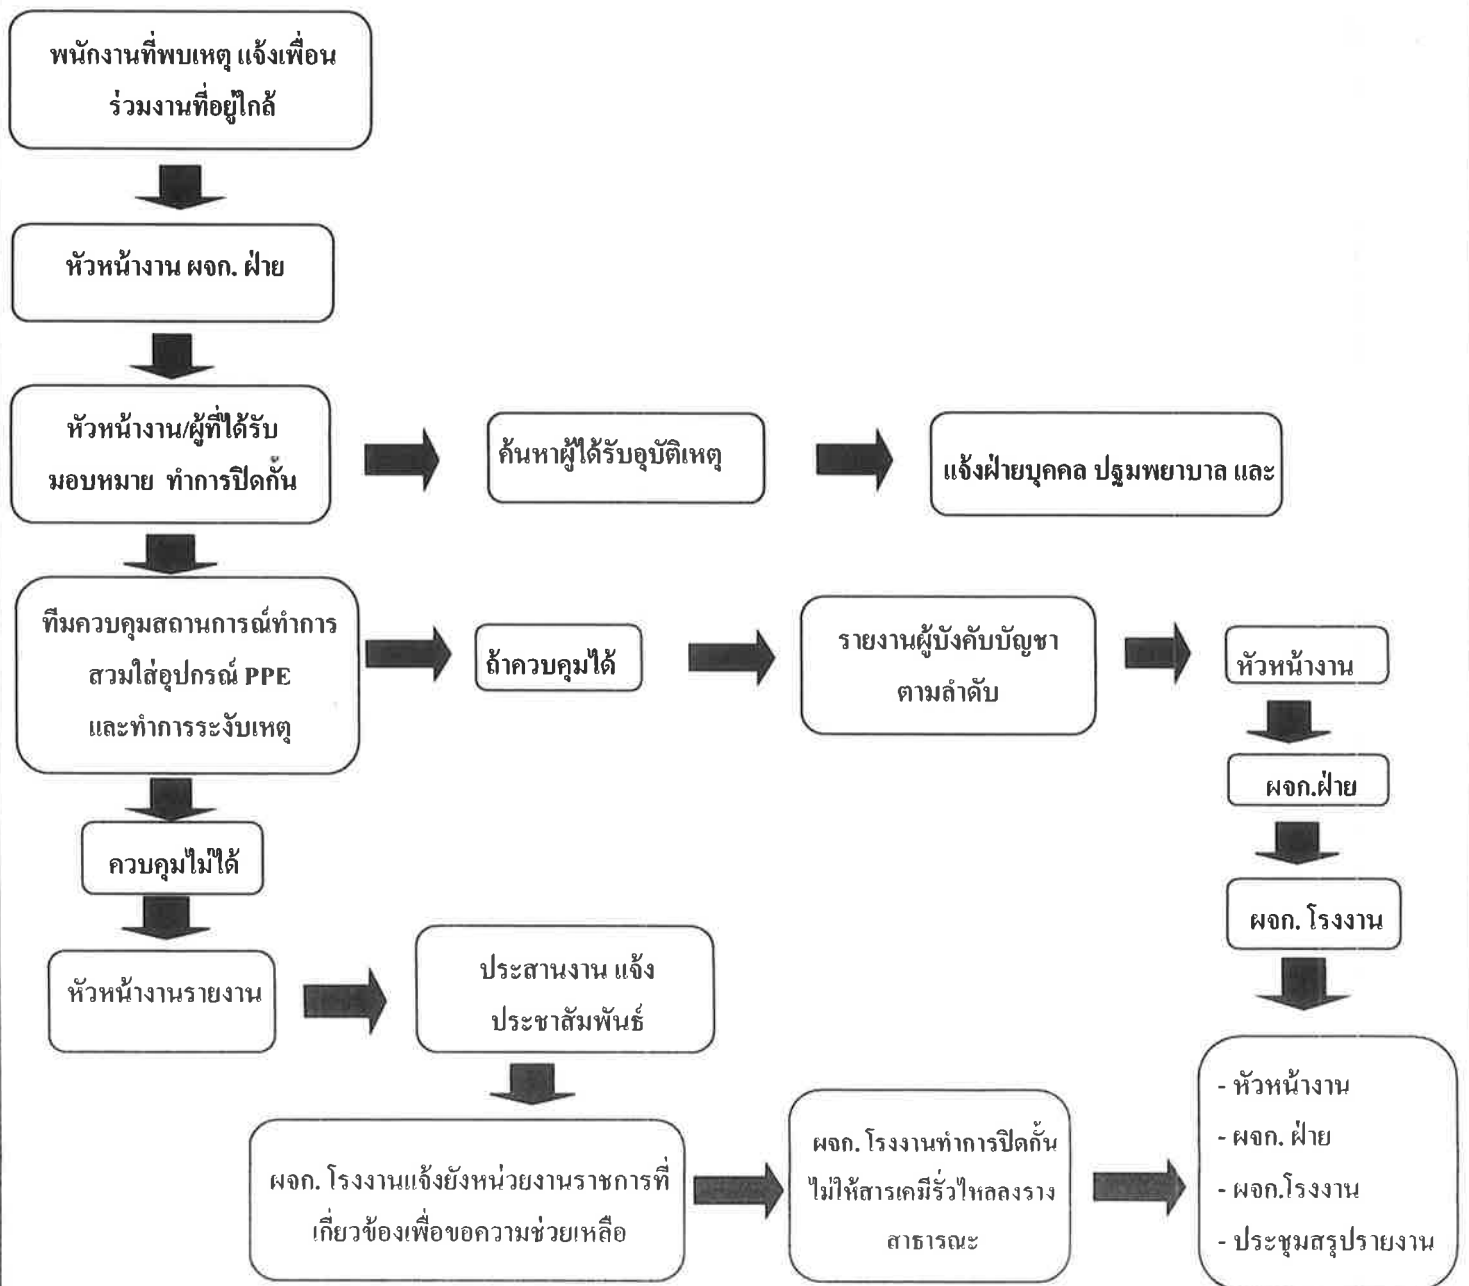 พนักงานที่พบเหตุ แจ้งเพื่อน
ร่วมงานที่อยู่ใกล้
หัวหน้างาน ผจก. ฝ่าย
หัวหน้างาน/ผู้ที่ได้รับ
มอบหมาย ทำการปิดกั้น
ค้นหาผู้ได้รับอุบัติเหตุ
แจ้งฝ่ายบุคคล ปฐมพยาบาล และ
ทีมควบคุมสถานการณ์ทำการ
สวมใส่อุปกรณ์ PPE
และทำการระงับเหตุ
ถ้าควบคุมได้
รายงานผู้บังคับบัญชา
ตามลำดับ
หัวหน้างาน
ผจก.ฝ่าย
ผจก. โรงงาน
ควบคุมไม่ได้
หัวหน้างานรายงาน
ประสานงาน แจ้ง
ประชาสัมพันธ์
ผจก. โรงงานแจ้งยังหน่วยงานราชการที่
เกี่ยวข้องเพื่อขอความช่วยเหลือ
ผจก. โรงงานทำการปิดกั้น
ไม่ให้สารเคมีรั่วไหลลงราง
สาธารณะ
- หัวหน้างาน
- ผจก. ฝ่าย
- ผจก.โรงงาน
- ประชุมสรุปรายงาน